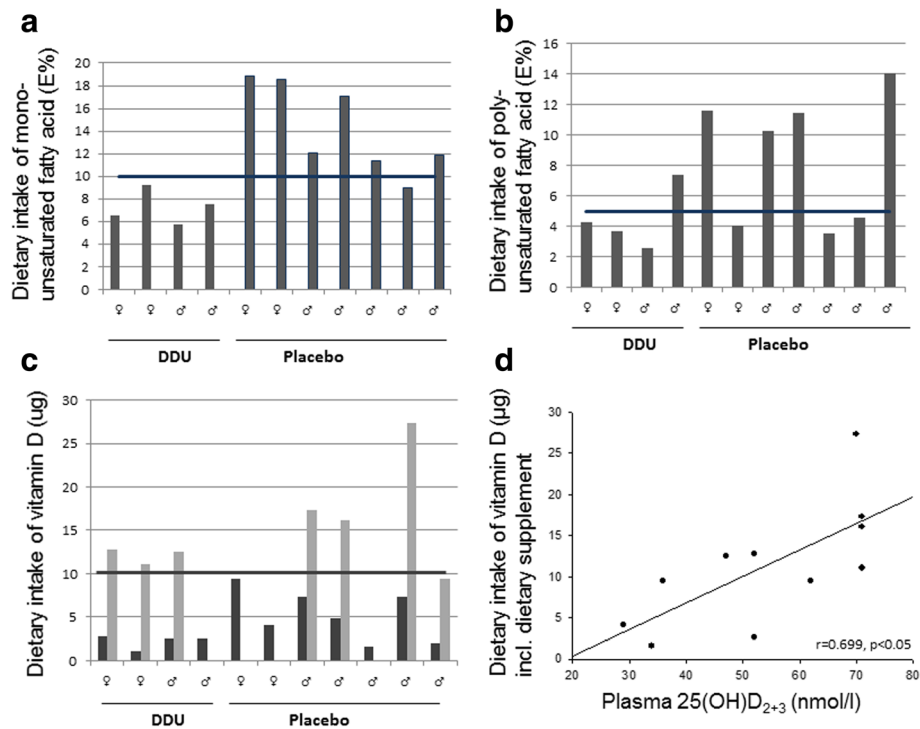 a
Dietary intake of mono-
unsaturated fatty acid (E%)
20
18
16
14
12
10
8
6
4
2
0
♀ ♀ ♂ ♂ ♀ ♀ ♂ ♂ ♂ ♂ ♂
DDU Placebo
b
Dietary intake of poly-
unsaturated fatty acid (E%)
16
14
12
10
8
6
4
2
0
♀ ♀ ♂ ♂ ♀ ♀ ♂ ♂ ♂ ♂ ♂
DDU Placebo
c
Dietary intake of vitamin D (ug)
30
25
20
15
10
5
0
♀ ♀ ♂ ♂ ♀ ♀ ♂ ♂ ♂ ♂ ♂
DDU Placebo
d
Dietary intake of vitamin D (µg)
incl. dietary supplement
30
25
20
15
10
5
0
r=0.699, p<0.05
20 30 40 50 60 70 80
Plasma 25(OH)D2+3 (nmol/l)